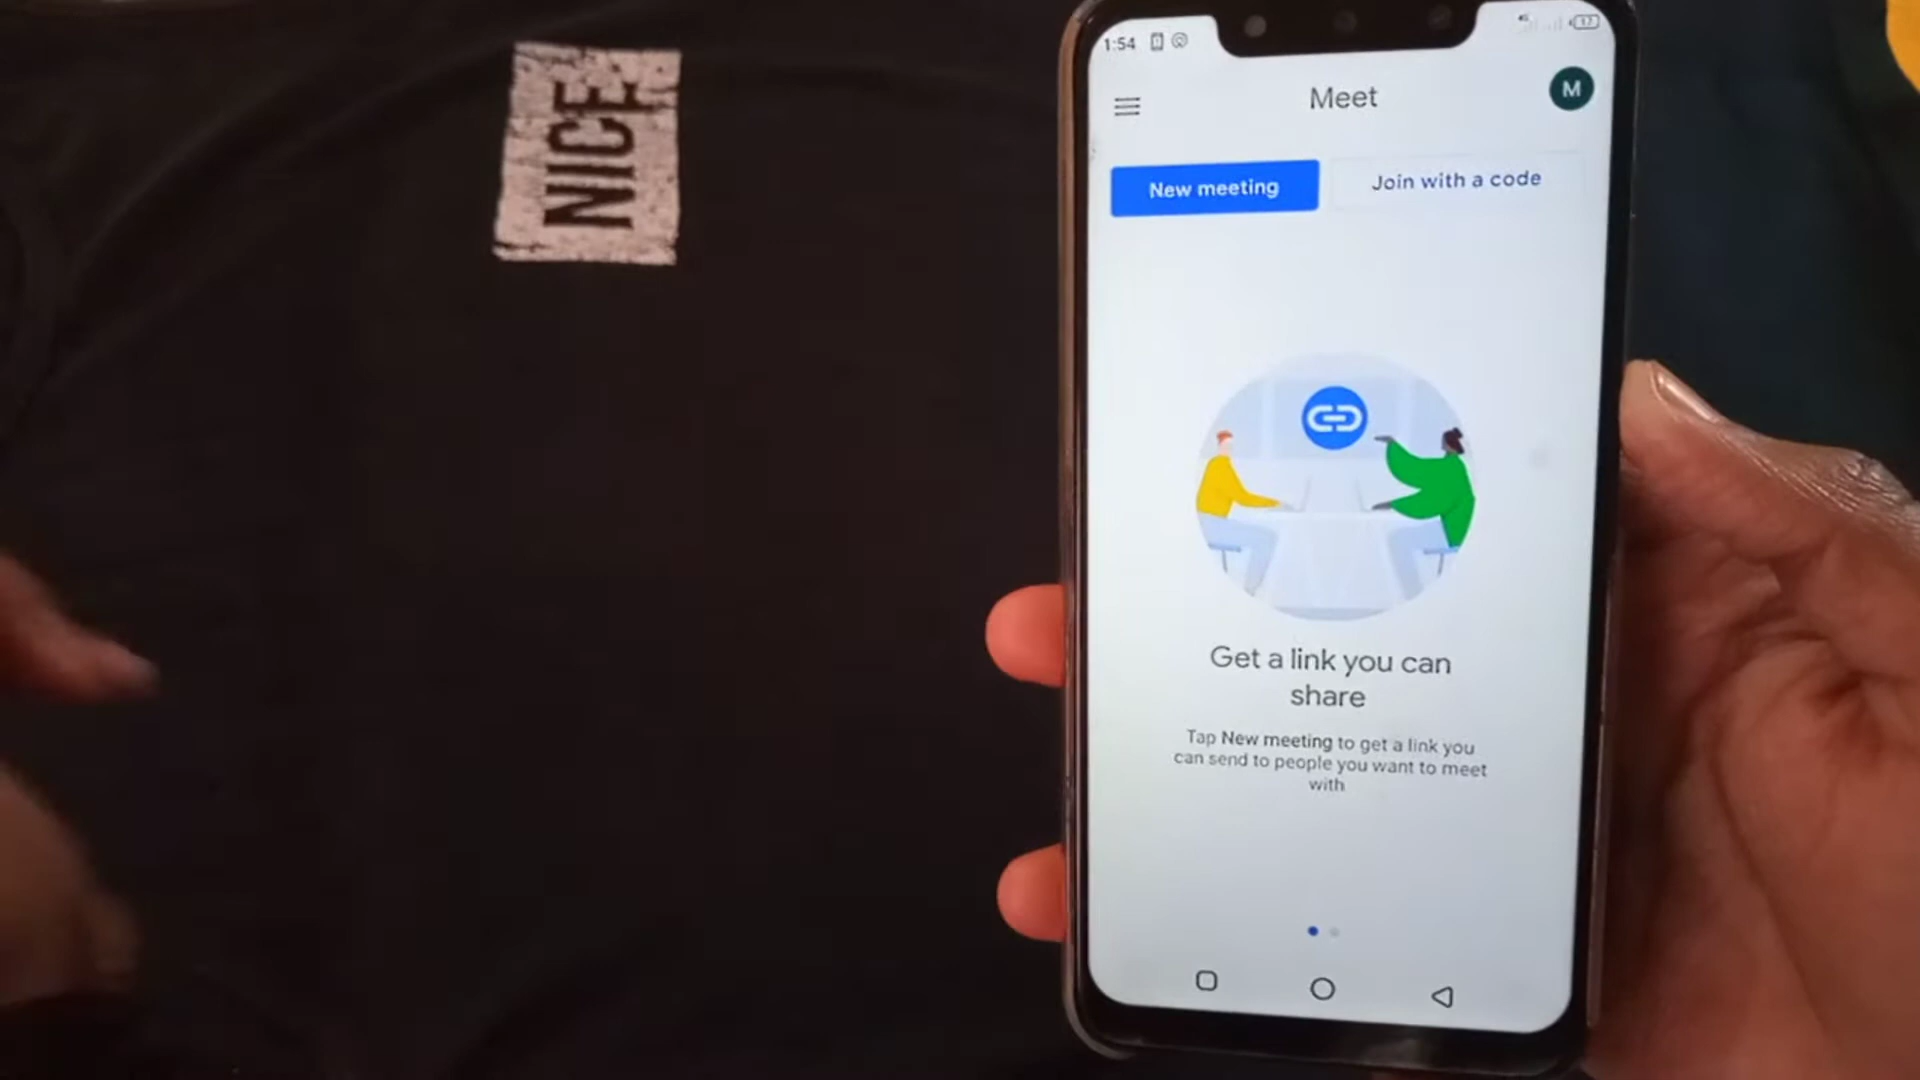 NICE
1:54
17
Meet
M
New meeting
Join with a code
Get a link you can
share
Tap New meeting to get a link you
can send to people you want to meet
with